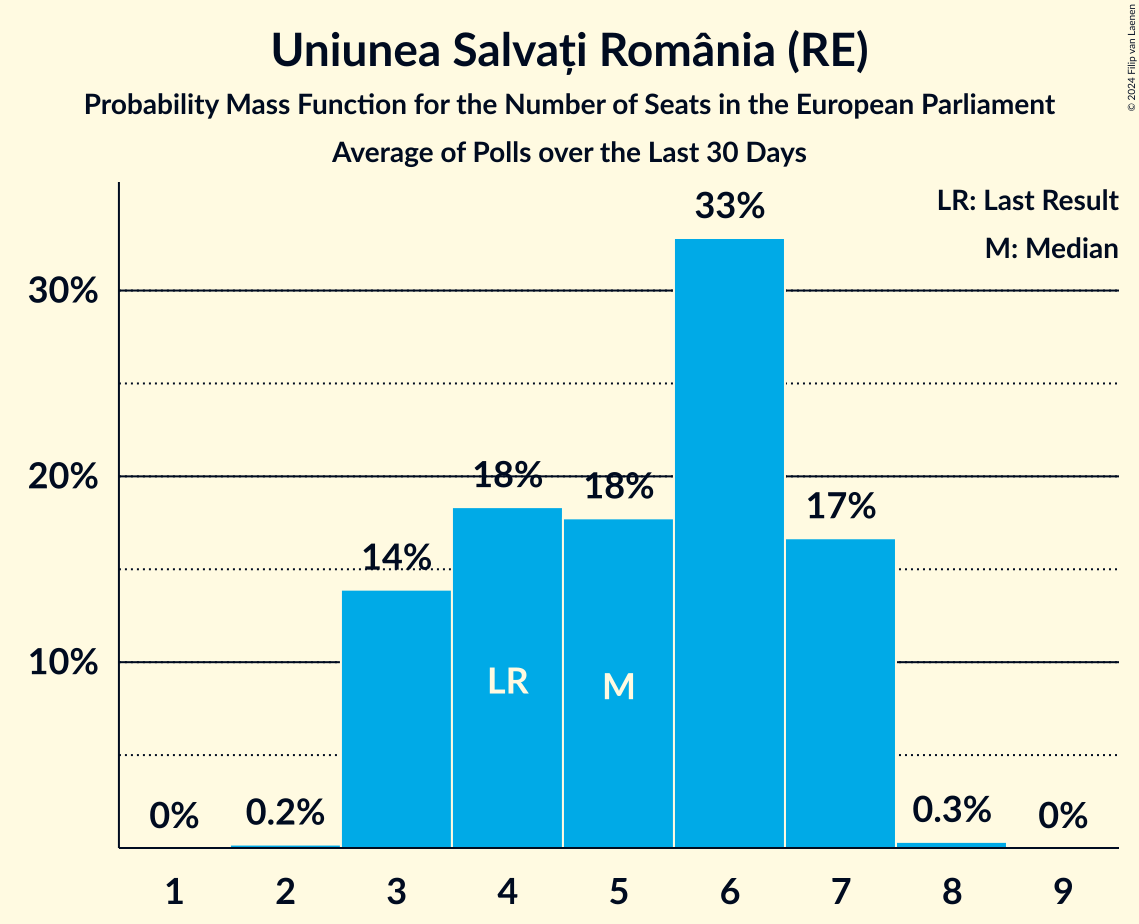 Uniunea Salvați România (RE)
Probability Mass Function for the Number of Seats in the European Parliament
Average of Polls over the Last 30 Days
© 2024 Filip van Laenen
LR: Last Result
M: Median
33%
30%
20%
18%
18%
17%
14%
10%
LR
M
0%
0.2%
0.3%
0%
1 2 3 4 5 6 7 8 9